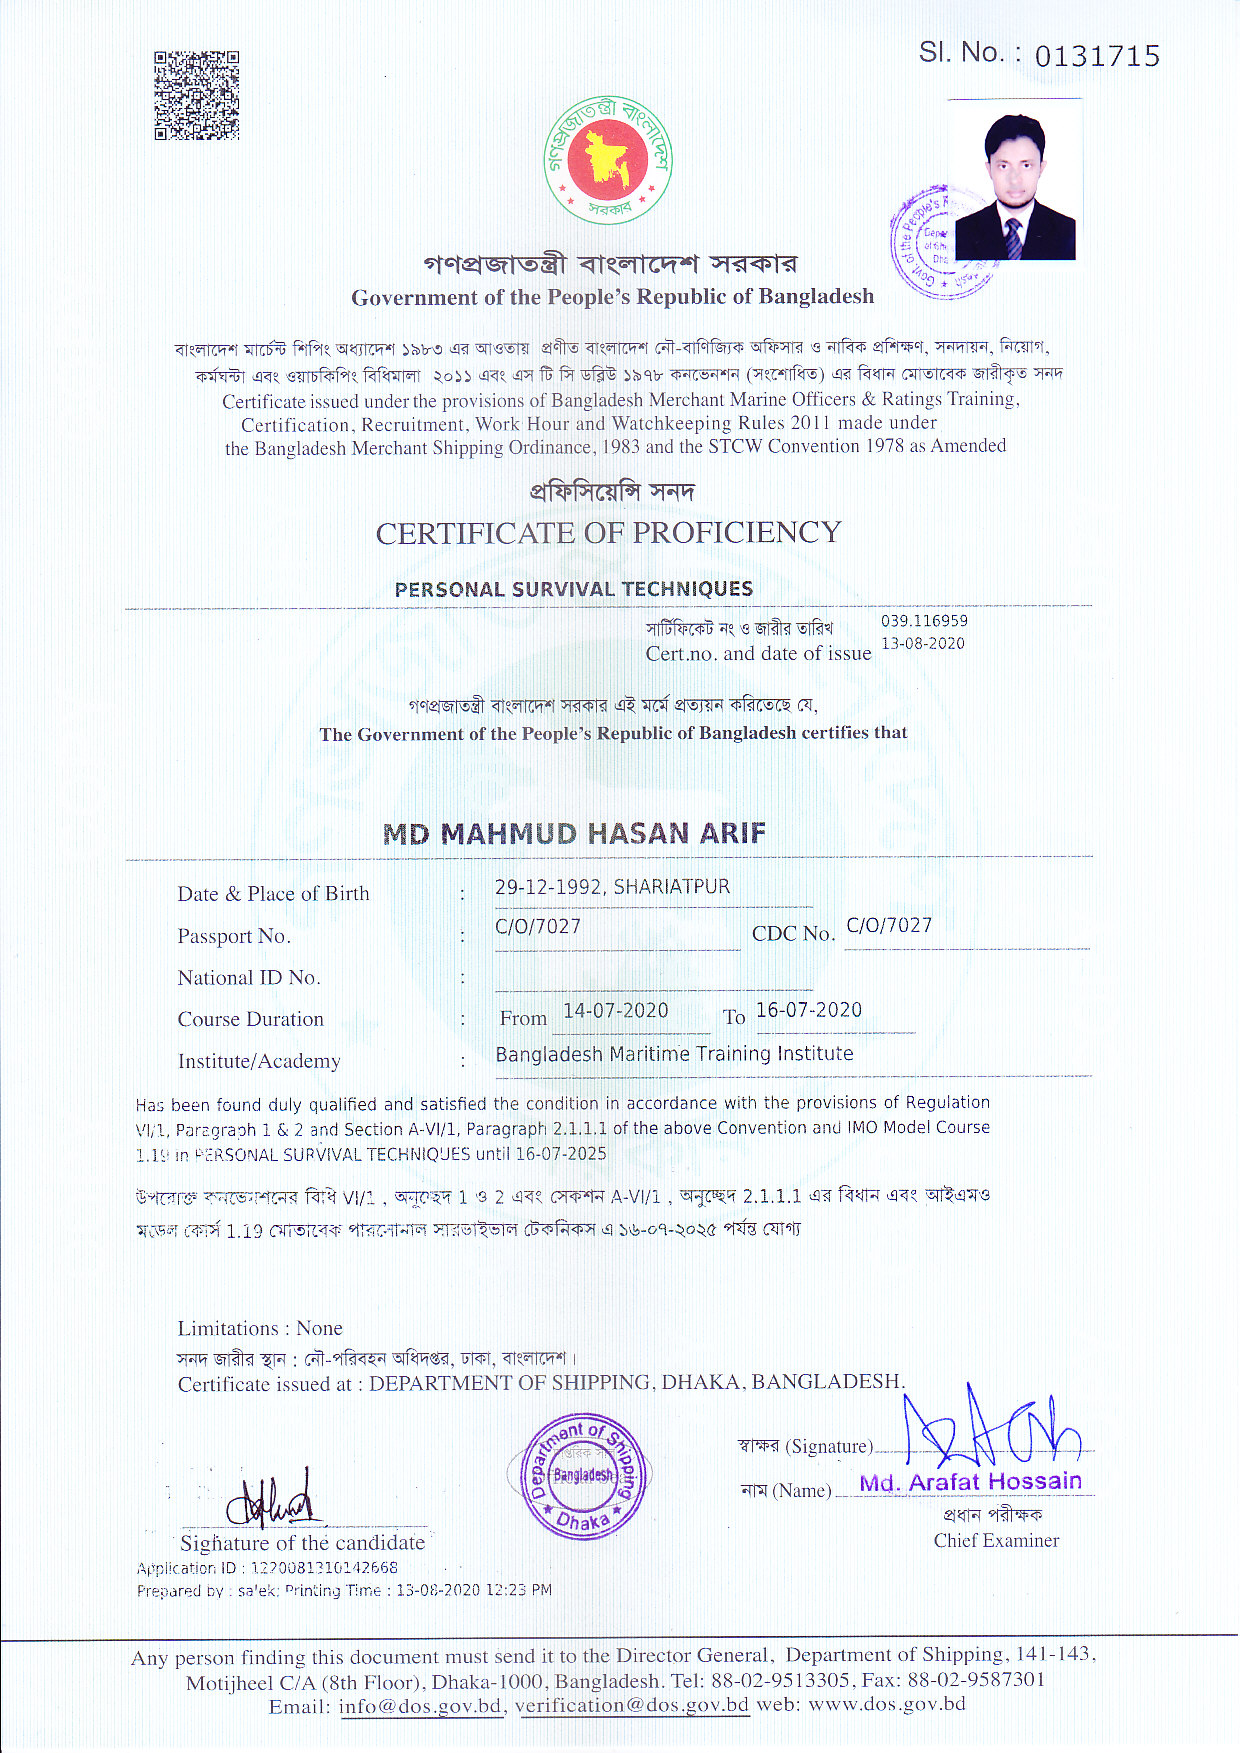 Sl. No. : 0131715
গণপ্রজাতন্ত্রী বাংলাদেশ
সরকার
গণপ্রজাতন্ত্রী বাংলাদেশ সরকার
Government of the People's Republic of Bangladesh
বাংলাদেশ মার্চেন্ট শিপিং অধ্যাদেশ ১৯৮৩ এর আওতায় প্রণীত বাংলাদেশ নৌ-বাণিজ্যিক অফিসার ও নাবিক প্রশিক্ষণ, সনদায়ন, নিয়োগ,
কর্মঘন্টা এবং ওয়াচকিপিং বিধিমালা ২০১১ এবং এস টি সি ডব্লিউ ১৯৭৮ কনভেনশন (সংশোধিত) এর বিধান মোতাবেক জারীকৃত সনদ
Certificate issued under the provisions of Bangladesh Merchant Marine Officers & Ratings Training,
Certification, Recruitment, Work Hour and Watchkeeping Rules 2011 made under
the Bangladesh Merchant Shipping Ordinance, 1983 and the STCW Convention 1978 as Amended
প্রফিসিয়েন্সি সনদ
CERTIFICATE OF PROFICIENCY
PERSONAL SURVIVAL TECHNIQUES
সার্টিফিকেট নং ও জারীর তারিখ 039.116959
Cert.no. and date of issue 13-08-2020
গণপ্রজাতন্ত্রী বাংলাদেশ সরকার এই মর্মে প্রত্যয়ন করিতেছে যে,
The Government of the People's Republic of Bangladesh certifies that
MD MAHMUD HASAN ARIF
Date & Place of Birth : 29-12-1992, SHARIATPUR
Passport No. : C/O/7027 CDC No. C/O/7027
National ID No. :
Course Duration : From 14-07-2020 To 16-07-2020
Institute/Academy : Bangladesh Maritime Training Institute
Has been found duly qualified and satisfied the condition in accordance with the provisions of Regulation
VI/1, Paragraph 1 & 2 and Section A-VI/1, Paragraph 2.1.1.1 of the above Convention and IMO Model Course
1.19 in PERSONAL SURVIVAL TECHNIQUES until 16-07-2025
উপরোক্ত কনভেনশনের বিধি VI/1 , অনুচ্ছেদ 1 ও 2 এবং সেকশন A-VI/1 , অনুচ্ছেদ 2.1.1.1 এর বিধান এবং আইএমও
মডেল কোর্স 1.19 মোতাবেক পারসোনাল সারভাইভাল টেকনিকস এ ১৬-০৭-২০২৫ পর্যন্ত যোগ্য
Limitations : None
সনদ জারীর স্থান : নৌ-পরিবহন অধিদপ্তর, ঢাকা, বাংলাদেশ।
Certificate issued at : DEPARTMENT OF SHIPPING, DHAKA, BANGLADESH.
Department of Shipping
Bangladesh
Dhaka
স্বাক্ষর (Signature)
নাম (Name) Md. Arafat Hossain
প্রধান পরীক্ষক
Chief Examiner
Signature of the candidate
Application ID : 1220081310142668
Prepared by : Printing Time : 13-08-2020 12:23 PM
Any person finding this document must send it to the Director General, Department of Shipping, 141-143,
Motijheel C/A (8th Floor), Dhaka-1000, Bangladesh. Tel: 88-02-9513305, Fax: 88-02-9587301
Email: info@dos.gov.bd, verification@dos.gov.bd web: www.dos.gov.bd